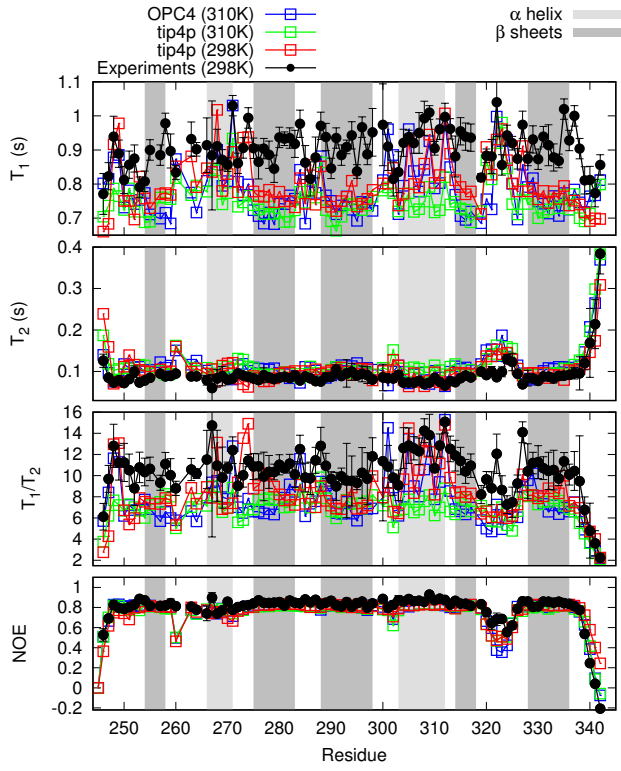 OPC4 (310K)
tip4p (310K)
tip4p (298K)
Experiments (298K)
α helix
β sheets
1.1
1
0.9
0.8
0.7
T1 (s)
0.4
0.3
0.2
0.1
T2 (s)
16
14
12
10
8
6
4
2
T1/T2
1
0.8
0.6
0.4
0.2
0
-0.2
NOE
250 260 270 280 290 300 310 320 330 340
Residue